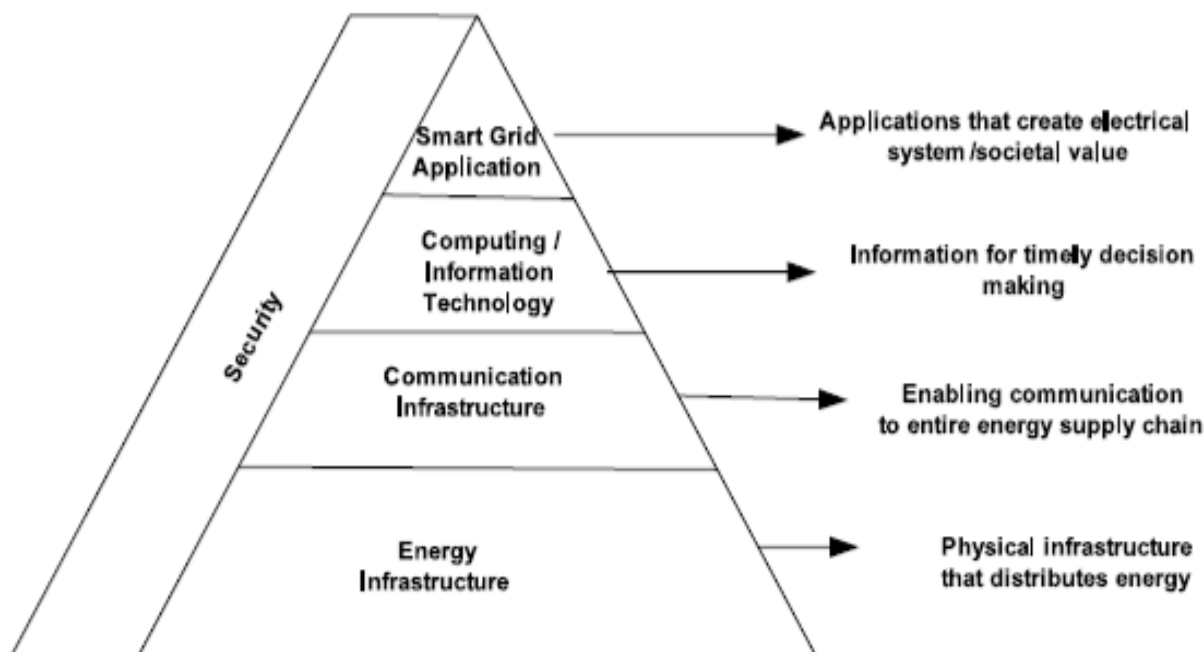 Smart Grid
Application
Applications that create electrical
system/societal value
Computing /
Information
Technology
Information for timely decision
making
Security
Communication
Infrastructure
Enabling communication
to entire energy supply chain
Energy
Infrastructure
Physical infrastructure
that distributes energy